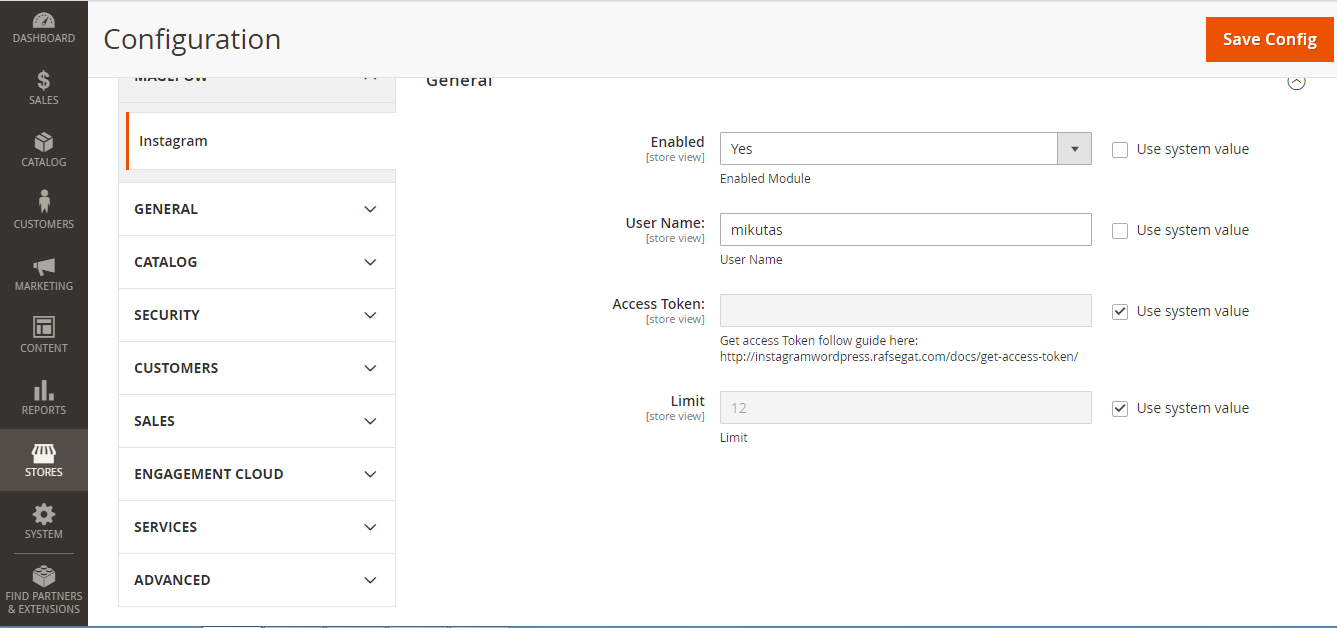 DASHBOARD
SALES
CATALOG
CUSTOMERS
MARKETING
CONTENT
REPORTS
STORES
SYSTEM
FIND PARTNERS
& EXTENSIONS
Configuration
Save Config
MAGEPOW
Instagram
GENERAL
CATALOG
SECURITY
CUSTOMERS
SALES
ENGAGEMENT CLOUD
SERVICES
ADVANCED
General
Enabled
[store view]
Yes
Use system value
Enabled Module
User Name:
[store view]
mikutas
Use system value
User Name
Access Token:
[store view]
Use system value
Get access Token follow guide here:
http://instagramwordpress.rafsegat.com/docs/get-access-token/
Limit
[store view]
12
Use system value
Limit